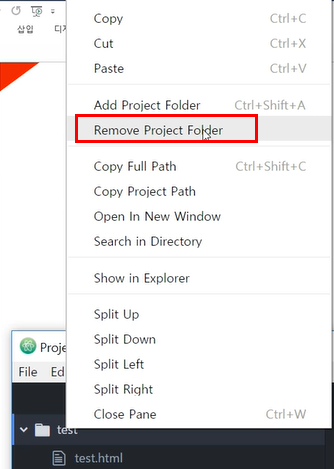 Copy Ctrl+C
Cut Ctrl+X
Paste Ctrl+V
삽입 디자
Add Project Folder Ctrl+Shift+A
Remove Project Folder
Copy Full Path Ctrl+Shift+C
Copy Project Path
Open In New Window
Search in Directory
Show in Explorer
Split Up
Split Down
Split Left
Split Right
Close Pane Ctrl+W
Proje
File Ed
test
test.html